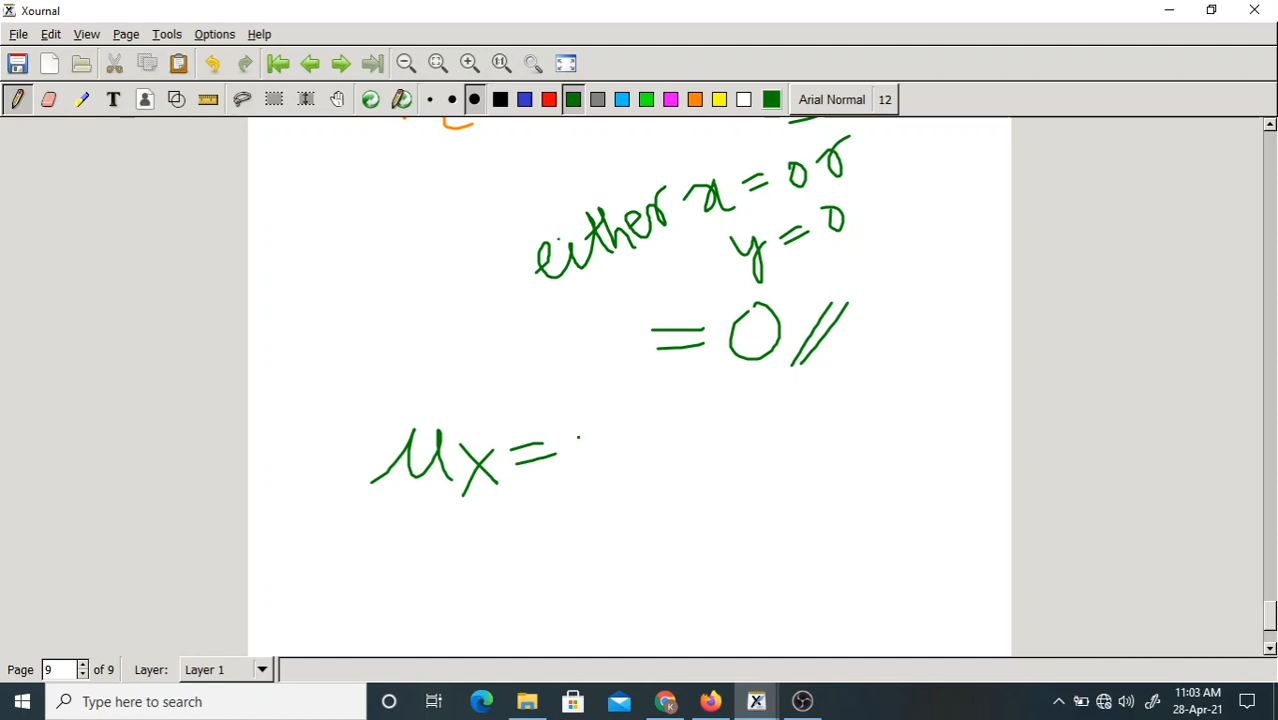 Xournal
File Edit View Page Tools Options Help
T Arial Normal 12
either x = 0 or
y = 0
= 0 //
μx =
Page 9 of 9 Layer: Layer 1
Type here to search
11:03 AM
28-Apr-21